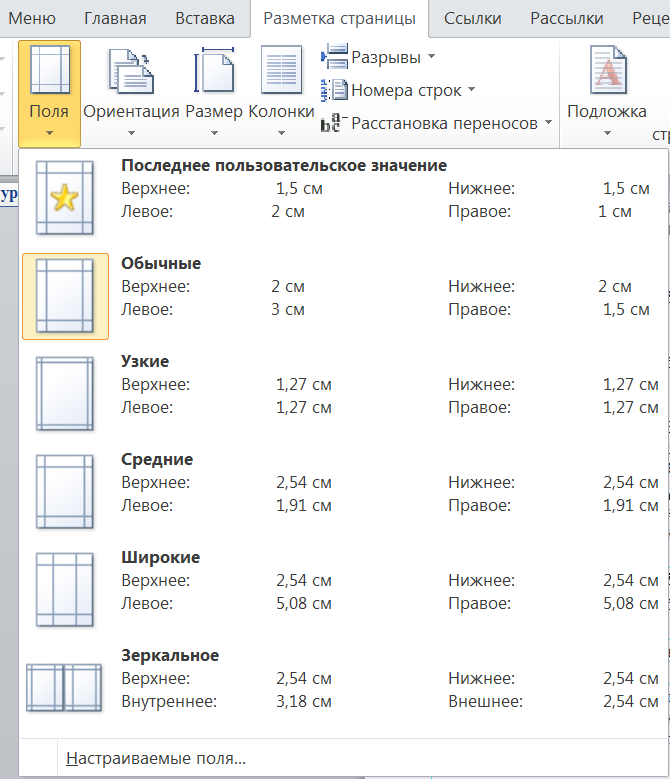 Меню Главная Вставка Разметка страницы Ссылки Рассылки Реце
Поля Ориентация Размер Колонки Разрывы Подложка
Номера строк
Расстановка переносов
ст
ур
Последнее пользовательское значение
Верхнее: 1,5 см Нижнее: 1,5 см
Левое: 2 см Правое: 1 см
Обычные
Верхнее: 2 см Нижнее: 2 см
Левое: 3 см Правое: 1,5 см
Узкие
Верхнее: 1,27 см Нижнее: 1,27 см
Левое: 1,27 см Правое: 1,27 см
Средние
Верхнее: 2,54 см Нижнее: 2,54 см
Левое: 1,91 см Правое: 1,91 см
Широкие
Верхнее: 2,54 см Нижнее: 2,54 см
Левое: 5,08 см Правое: 5,08 см
Зеркальное
Верхнее: 2,54 см Нижнее: 2,54 см
Внутреннее: 3,18 см Внешнее: 2,54 см
Настраиваемые поля...